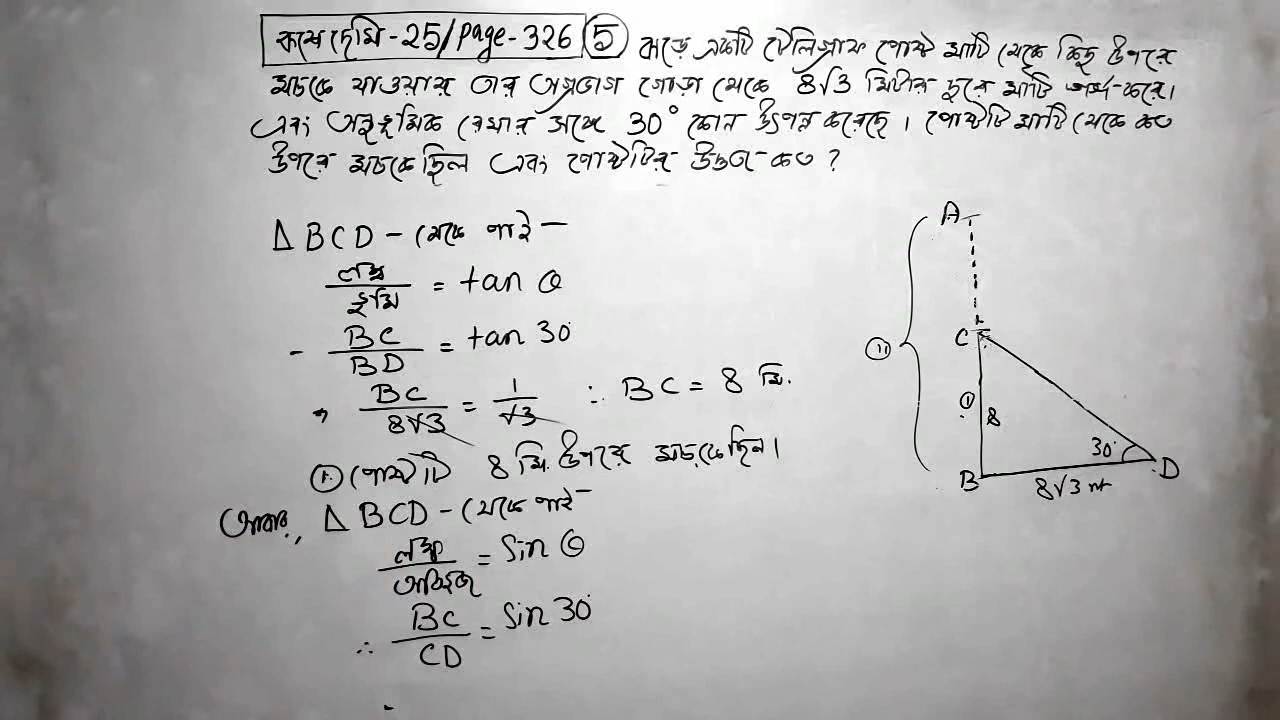 কষে দেখি - 25/Page-326 (5) ঝড়ে একটি টেলিগ্রাফ পোস্ট মাটি থেকে কিছু উপরে
মচকে যাওয়ায় তার অগ্রভাগ গোড়া থেকে 8√3 মিটার দূরে মাটি স্পর্শ করে।
এবং অনুভূমিক রেখার সঙ্গে 30° কোন উৎপন্ন করেছে। পোস্টটি মাটি থেকে কত
উপরে মচকেছিল এবং পোস্টটির উচ্চতা কত ?
Δ BCD - থেকে পাই —
লম্ব/ভূমি = tan θ
BC/BD = tan 30°
⇒ BC/8√3 = 1/√3 ∴ BC = 8 মি.
(i) পোস্টটি 8 মি. উপরে মচকেছিল।
আবার, Δ BCD - থেকে পাই —
লম্ব/অতিভুজ = Sin θ
∴ BC/CD = Sin 30°
A
C
(ii)
(i)
8
30°
B
D
8√3 মি